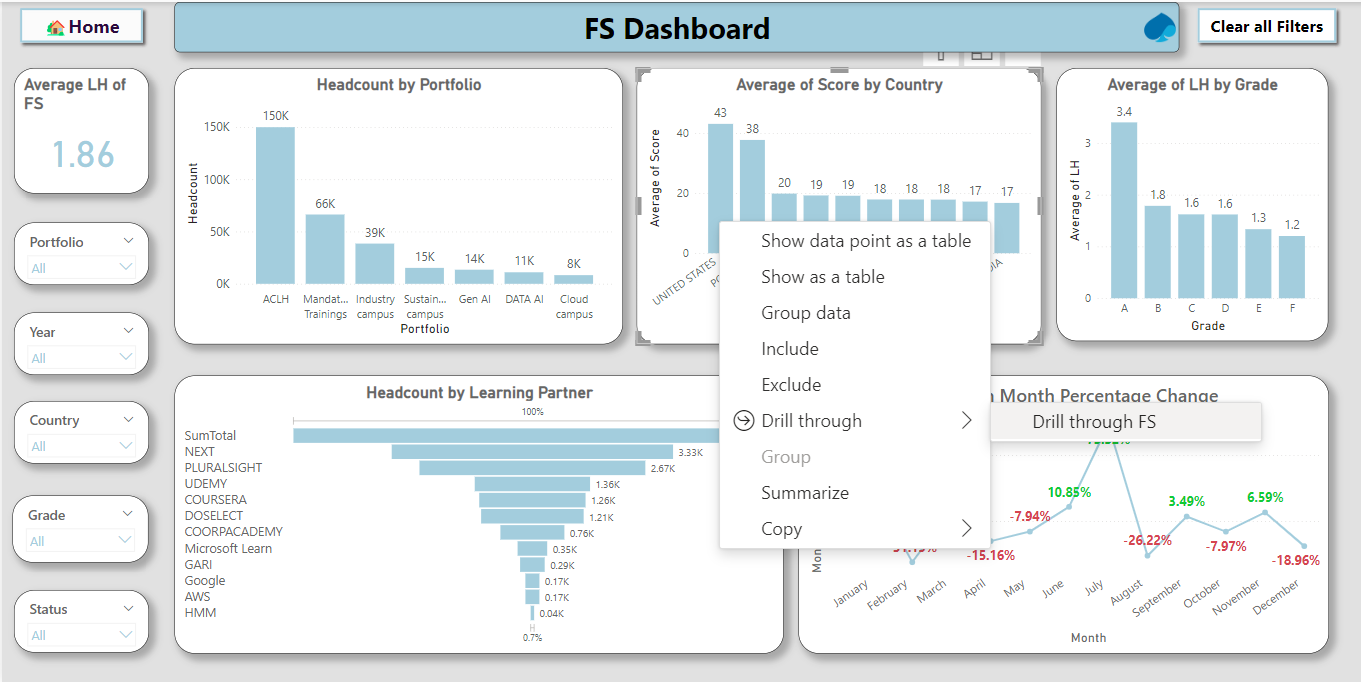 Home
FS Dashboard
Clear all Filters
Average LH of
FS
1.86
Portfolio
All
Year
All
Country
All
Grade
All
Status
All
Headcount by Portfolio
Headcount
150K
100K
50K
0K
150K
66K
39K
15K
14K
11K
8K
ACLH
Mandat...
Trainings
Industry
campus
Sustain...
campus
Gen AI
DATA AI
Cloud
campus
Portfolio
Average of Score by Country
Average of Score
40
20
0
43
38
20
19
19
18
18
18
17
17
UNITED STATES
Average of LH by Grade
Average of LH
3
2
1
0
3.4
1.8
1.6
1.6
1.3
1.2
A
B
C
D
E
F
Grade
Show data point as a table
Show as a table
Group data
Include
Exclude
Drill through
Group
Summarize
Copy
Drill through FS
Headcount by Learning Partner
100%
SumTotal
NEXT 3.33K
PLURALSIGHT 2.67K
UDEMY 1.36K
COURSERA 1.26K
DOSELECT 1.21K
COORPACADEMY 0.76K
Microsoft Learn 0.35K
GARI 0.29K
Google 0.17K
AWS 0.17K
HMM 0.04K
0.7%
Month Percentage Change
-7.94%
10.85%
-15.16%
-26.22%
3.49%
-7.97%
6.59%
-18.96%
January
February
March
April
May
June
July
August
September
October
November
December
Month